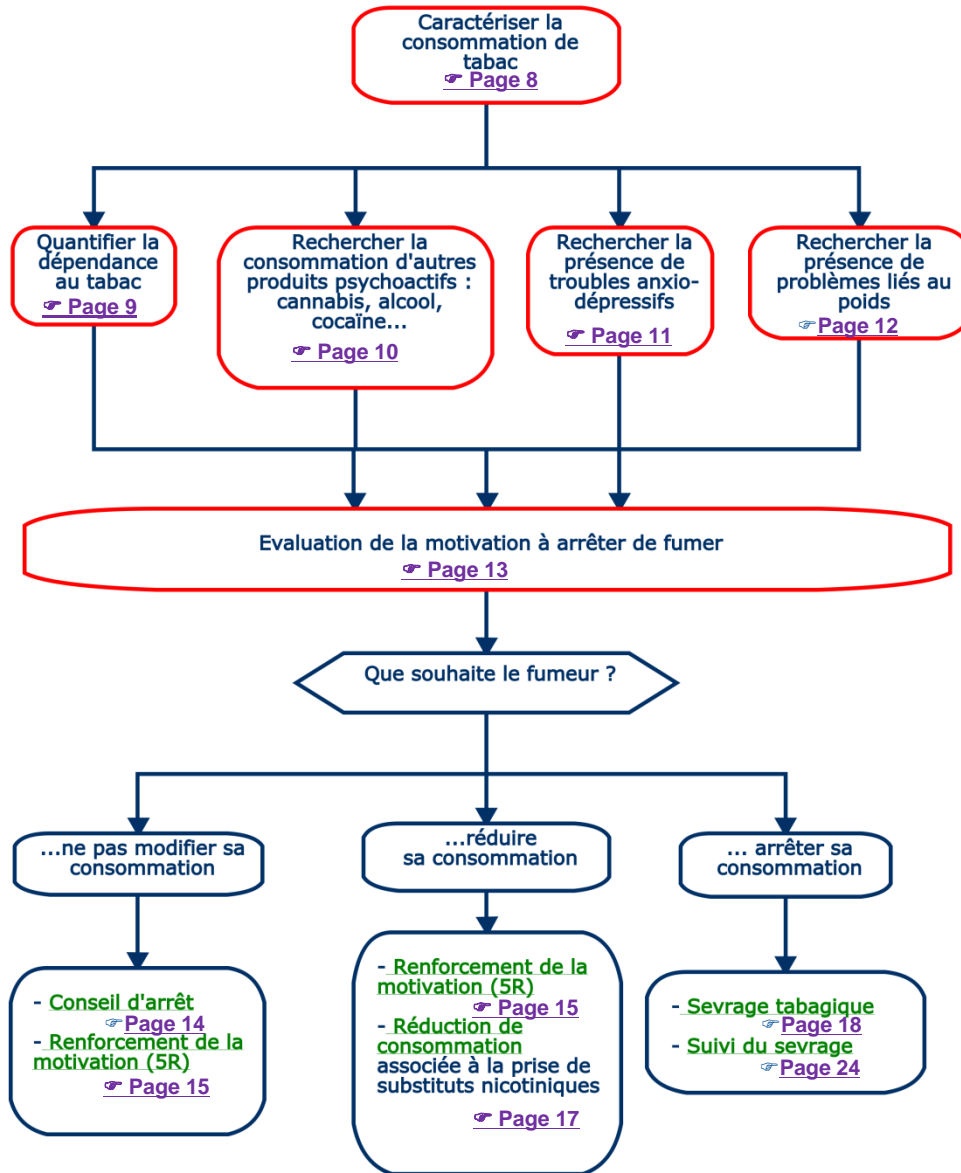 Caractériser la
consommation de
tabac
☞ Page 8
Quantifier la
dépendance
au tabac
☞ Page 9
Rechercher la
consommation d'autres
produits psychoactifs :
cannabis, alcool,
cocaïne...
☞ Page 10
Rechercher la
présence de
troubles anxio-
dépressifs
☞ Page 11
Rechercher la
présence de
problèmes liés au
poids
☞Page 12
Evaluation de la motivation à arrêter de fumer
☞ Page 13
Que souhaite le fumeur ?
...ne pas modifier sa
consommation
...réduire
sa consommation
... arrêter sa
consommation
- Conseil d'arrêt
☞Page 14
- Renforcement de la
motivation (5R)
☞ Page 15
- Renforcement de la
motivation (5R)
☞ Page 15
- Réduction de
consommation
associée à la prise de
substituts nicotiniques
☞ Page 17
- Sevrage tabagique
☞Page 18
- Suivi du sevrage
☞Page 24